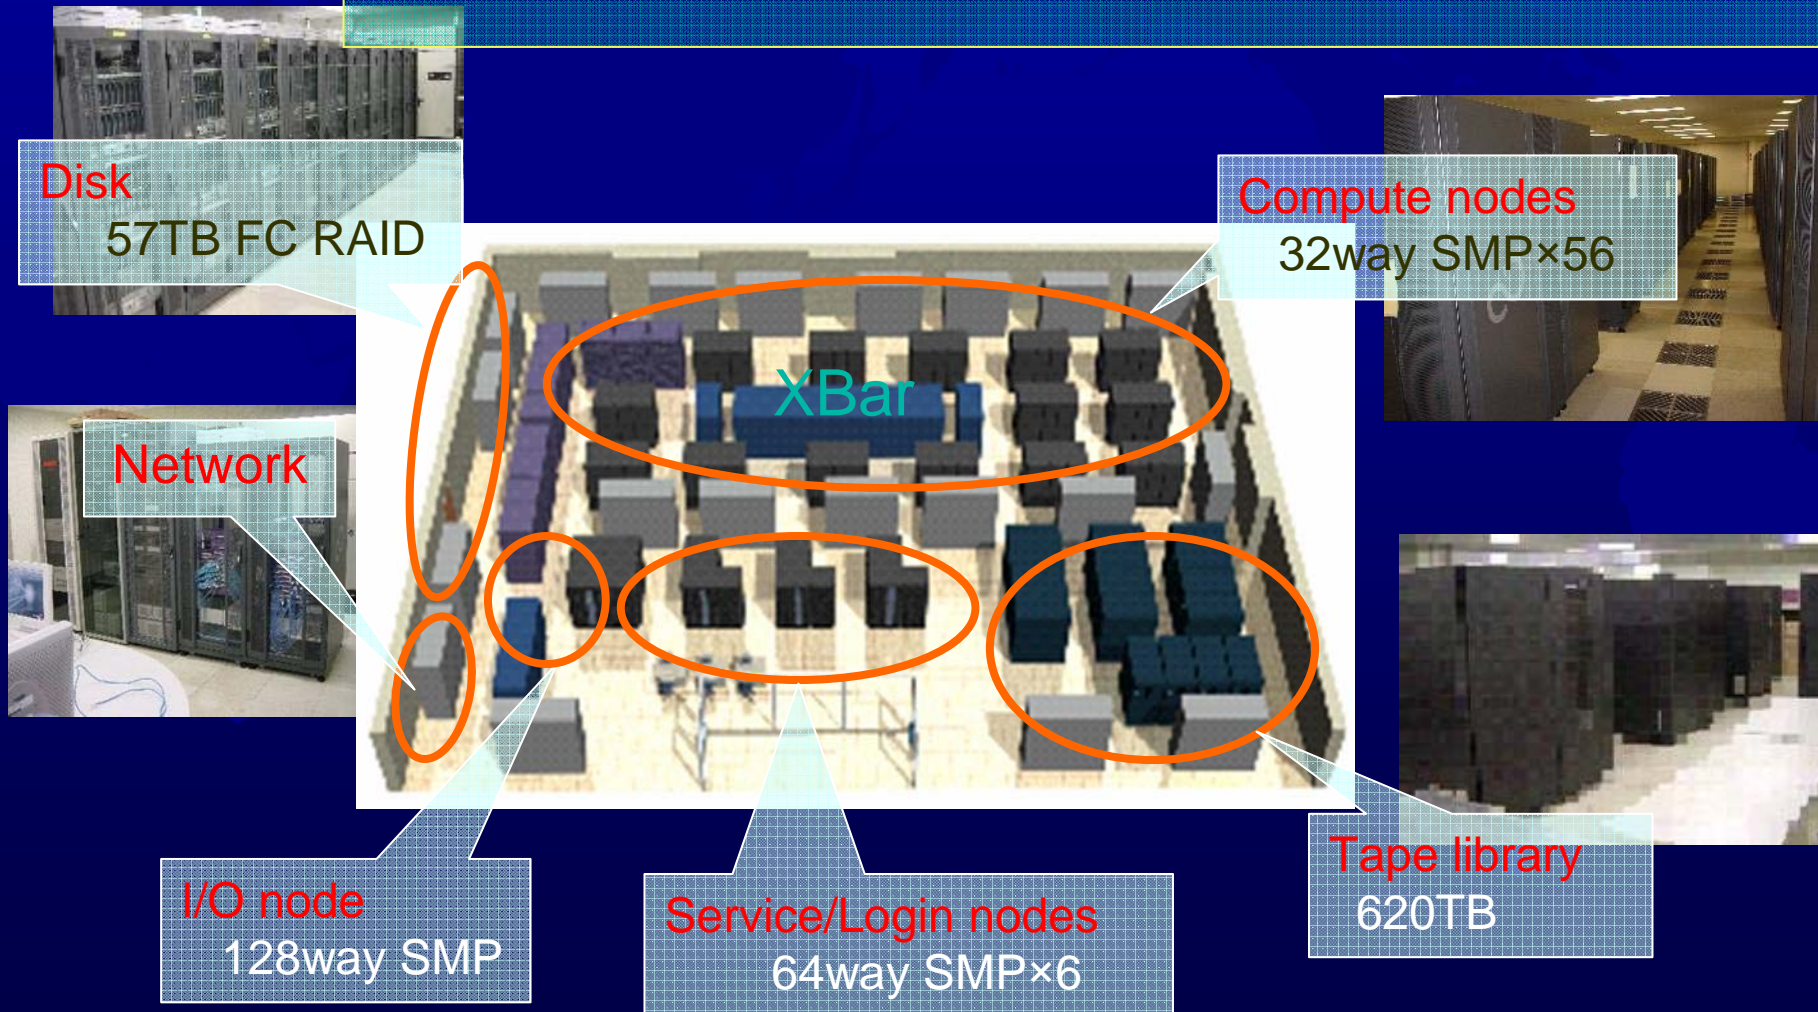 Disk
57TB FC RAID
Compute nodes
32way SMP×56
XBar
Network
I/O node
128way SMP
Service/Login nodes
64way SMP×6
Tape library
620TB